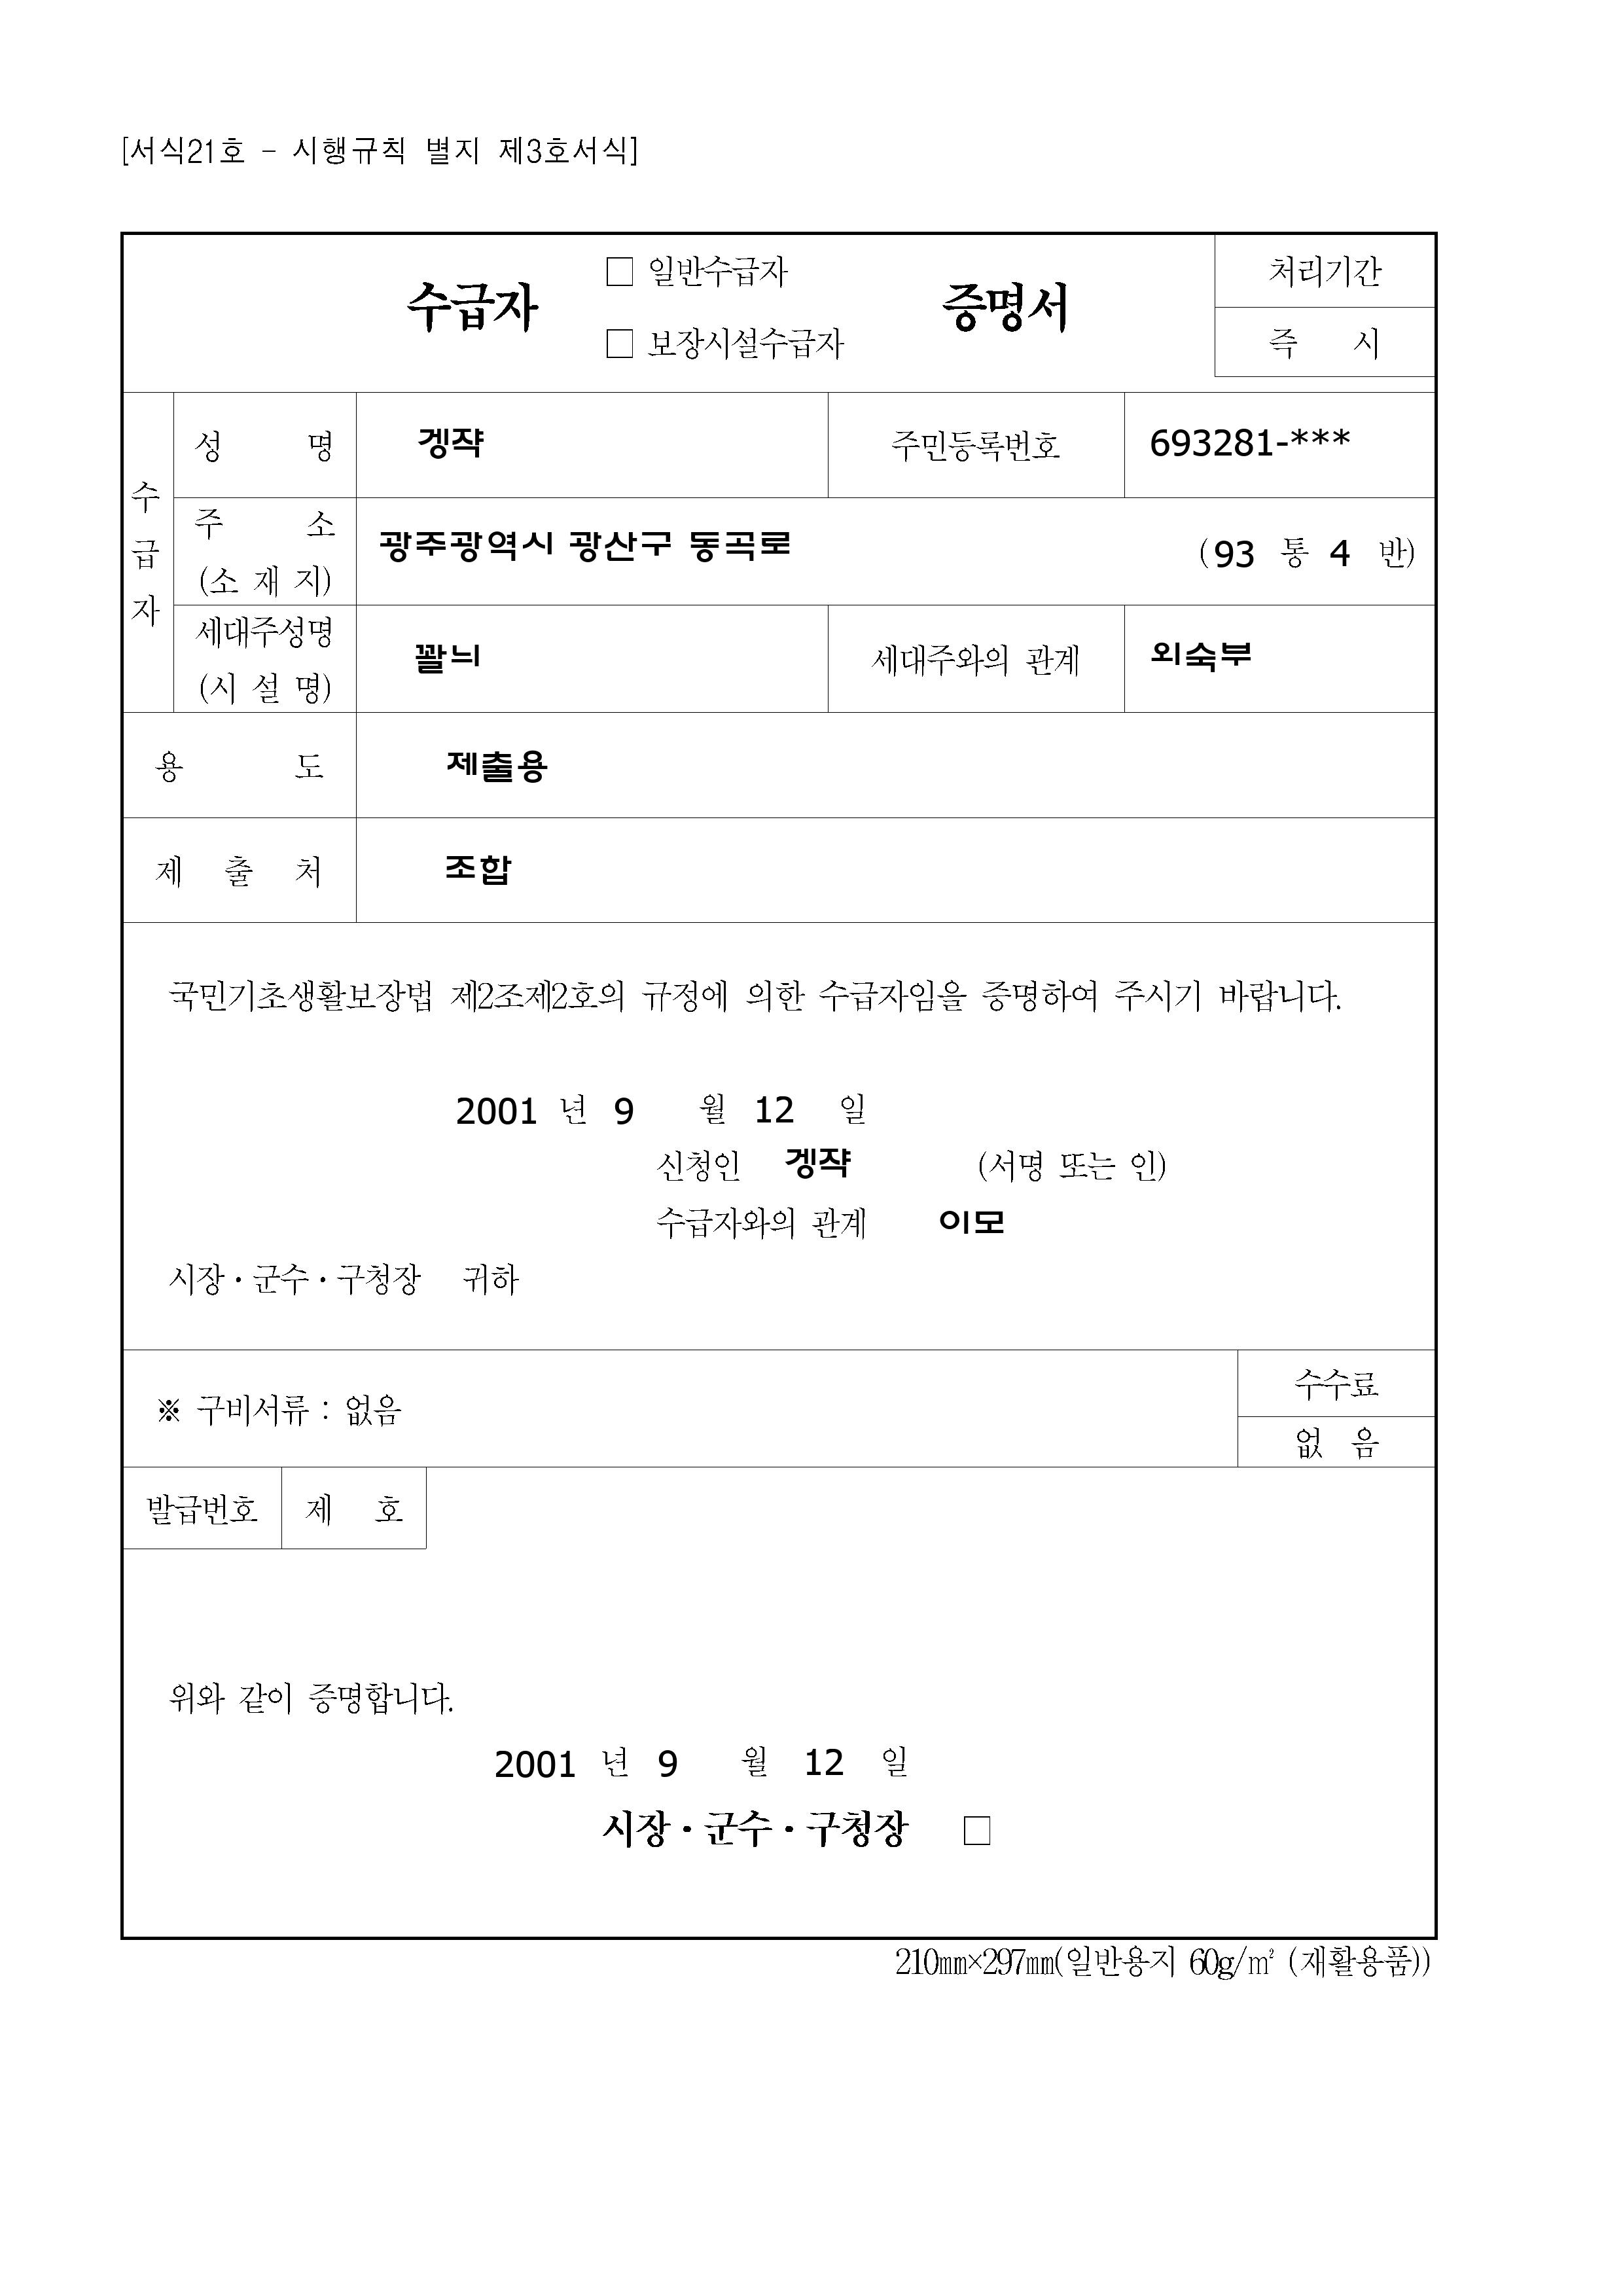 [서식21호 - 시행규칙 별지 제3호서식]
수급자 □ 일반수급자 □ 보장시설수급자 증명서
처리기간
즉 시
수급자
성 명 겡쟉 주민등록번호 693281-***
주 소 (소 재 지) 광주광역시 광산구 동곡로 (93 통 4 반)
세대주성명 (시 설 명) 꽐늬 세대주와의 관계 외숙부
용 도 제출용
제 출 처 조합
국민기초생활보장법 제2조제2호의 규정에 의한 수급자임을 증명하여 주시기 바랍니다.
2001 년 9 월 12 일
신청인 겡쟉 (서명 또는 인)
수급자와의 관계 이모
시장·군수·구청장 귀하
※ 구비서류 : 없음
수수료
없 음
발급번호 제 호
위와 같이 증명합니다.
2001 년 9 월 12 일
시장·군수·구청장 □
210㎜×297㎜(일반용지 60g/㎡ (재활용품))